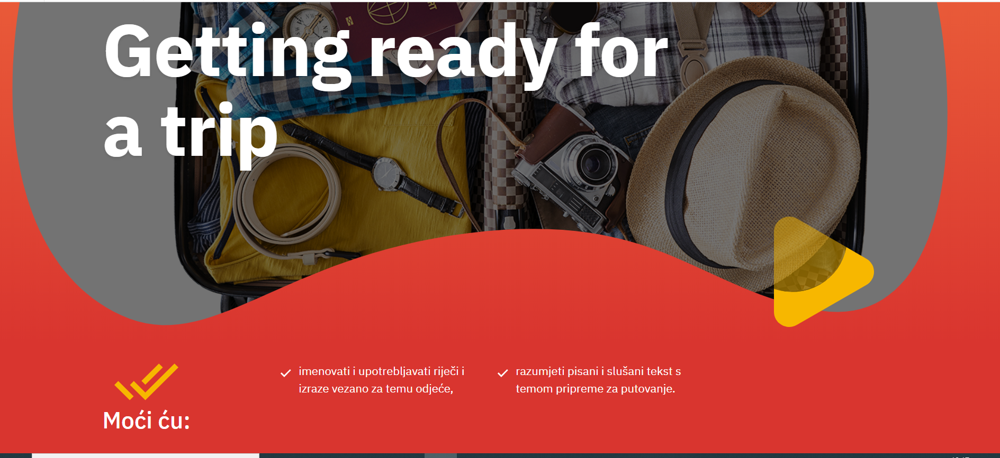 Getting ready for
a trip
imenovati i upotrebljavati riječi i
izraze vezano za temu odjeće,
razumjeti pisani i slušani tekst s
temom pripreme za putovanje.
Moći ću: